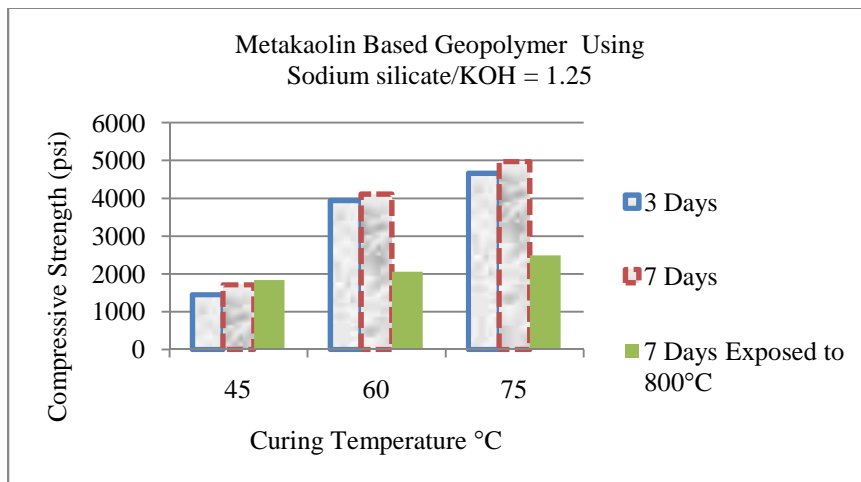 Metakaolin Based Geopolymer Using
Sodium silicate/KOH = 1.25
Compressive Strength (psi)
6000
5000
4000
3000
2000
1000
0
45
60
75
Curing Temperature °C
3 Days
7 Days
7 Days Exposed to
800°C